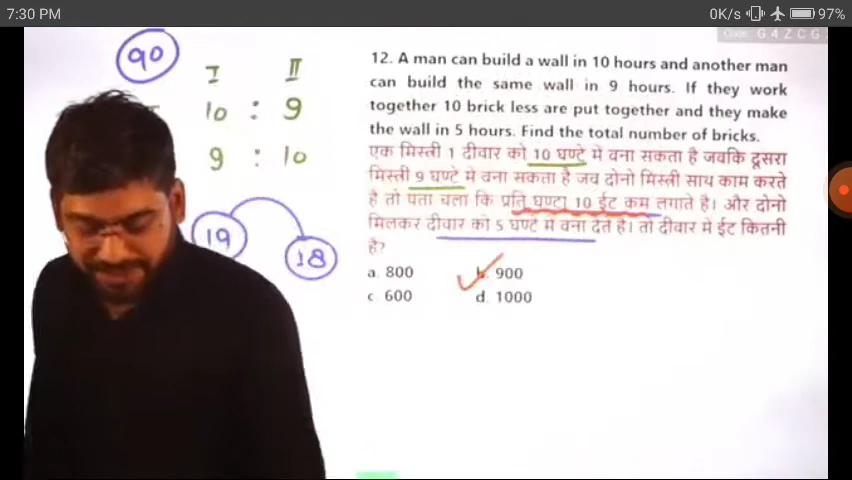 7:30 PM 0K/s 97%
Code: G 4 Z C G
90
I II
10 : 9
9 : 10
19
18
12. A man can build a wall in 10 hours and another man
can build the same wall in 9 hours. If they work
together 10 brick less are put together and they make
the wall in 5 hours. Find the total number of bricks.
एक मिस्त्री 1 दीवार को 10 घण्टे मे बना सकता है जबकि दूसरा
मिस्त्री 9 घण्टे मे बना सकता है जब दोनो मिस्त्री साथ काम करते
है तो पता चला कि प्रति घण्टा 10 ईट कम लगाते है। और दोनो
मिलकर दीवार को 5 घण्टे मे बना देते है। तो दीवार मे ईट कितनी
है?
a. 800 b. 900
c. 600 d. 1000